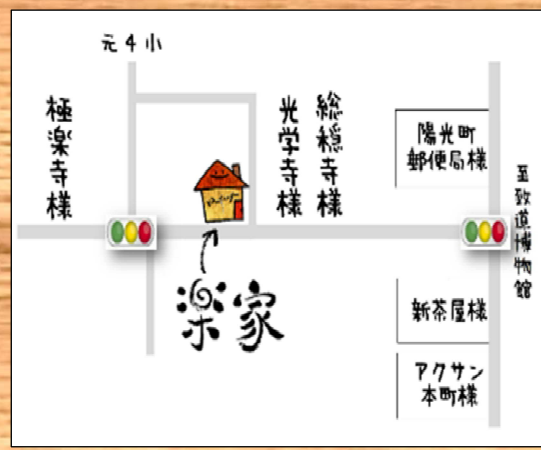 元4小
極楽寺様
光学寺様
総穏寺様
陽光町
郵便局様
至致道博物館
楽家
新茶屋様
アクサン
本町様